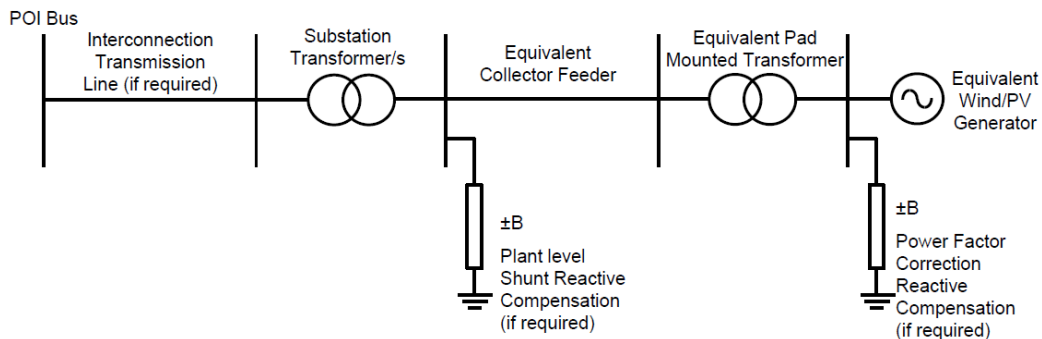 POI Bus
Interconnection
Transmission
Line (if required)
Substation
Transformer/s
Equivalent
Collector Feeder
Equivalent Pad
Mounted Transformer
Equivalent
Wind/PV
Generator
±B
Plant level
Shunt Reactive
Compensation
(if required)
±B
Power Factor
Correction
Reactive
Compensation
(if required)